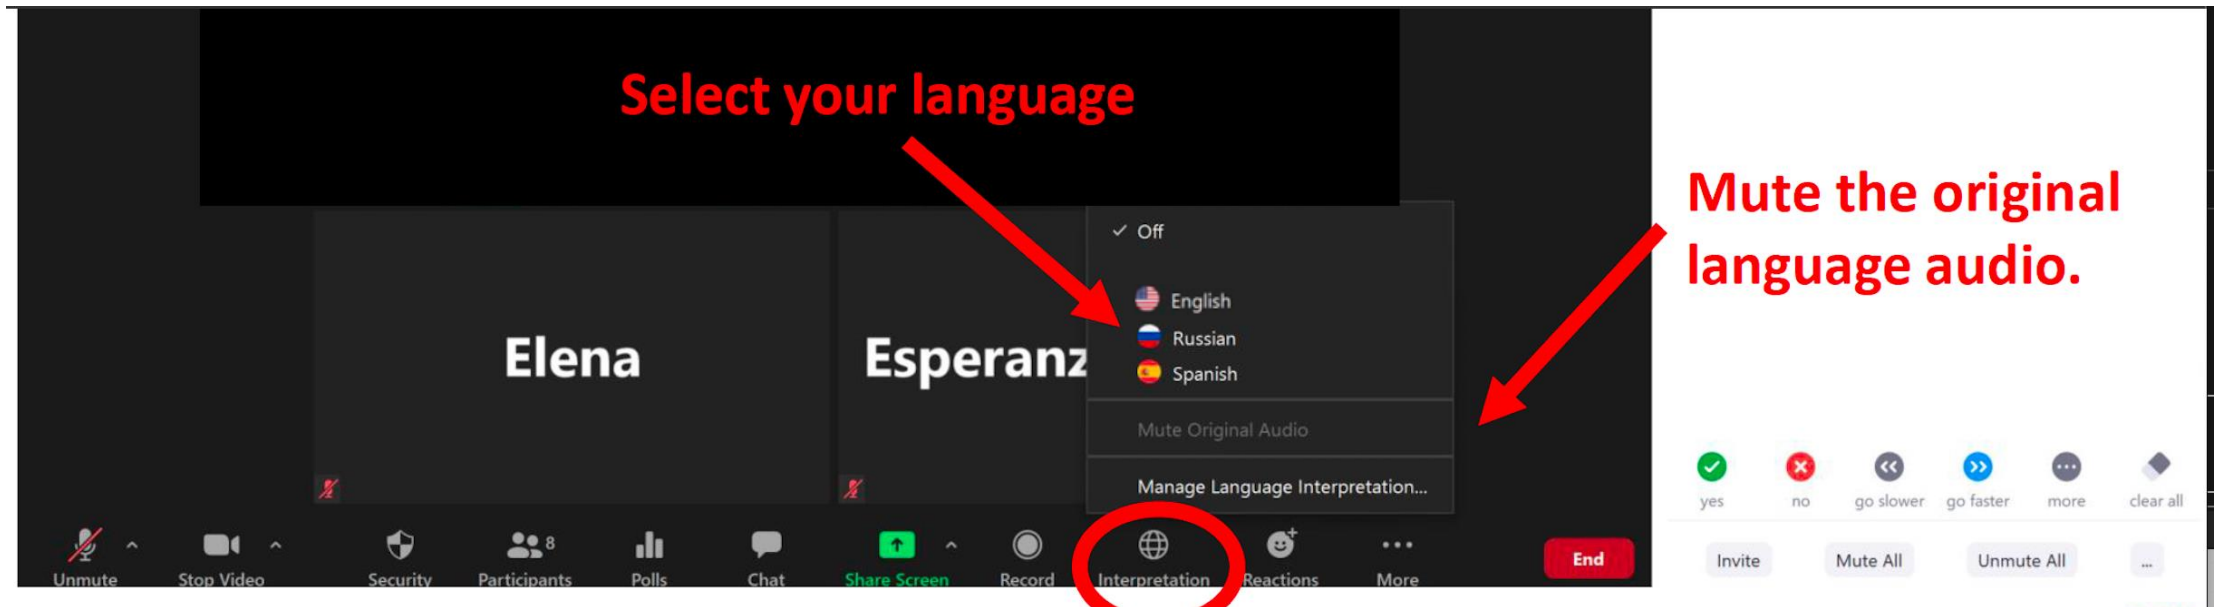 Select your language
Mute the original
language audio.
Off
English
Russian
Spanish
Mute Original Audio
Manage Language Interpretation...
Elena
Esperanz
yes no go slower go faster more clear all
8
Unmute Stop Video Security Participants Polls Chat Share Screen Record Interpretation Reactions More
End
Invite Mute All Unmute All ...